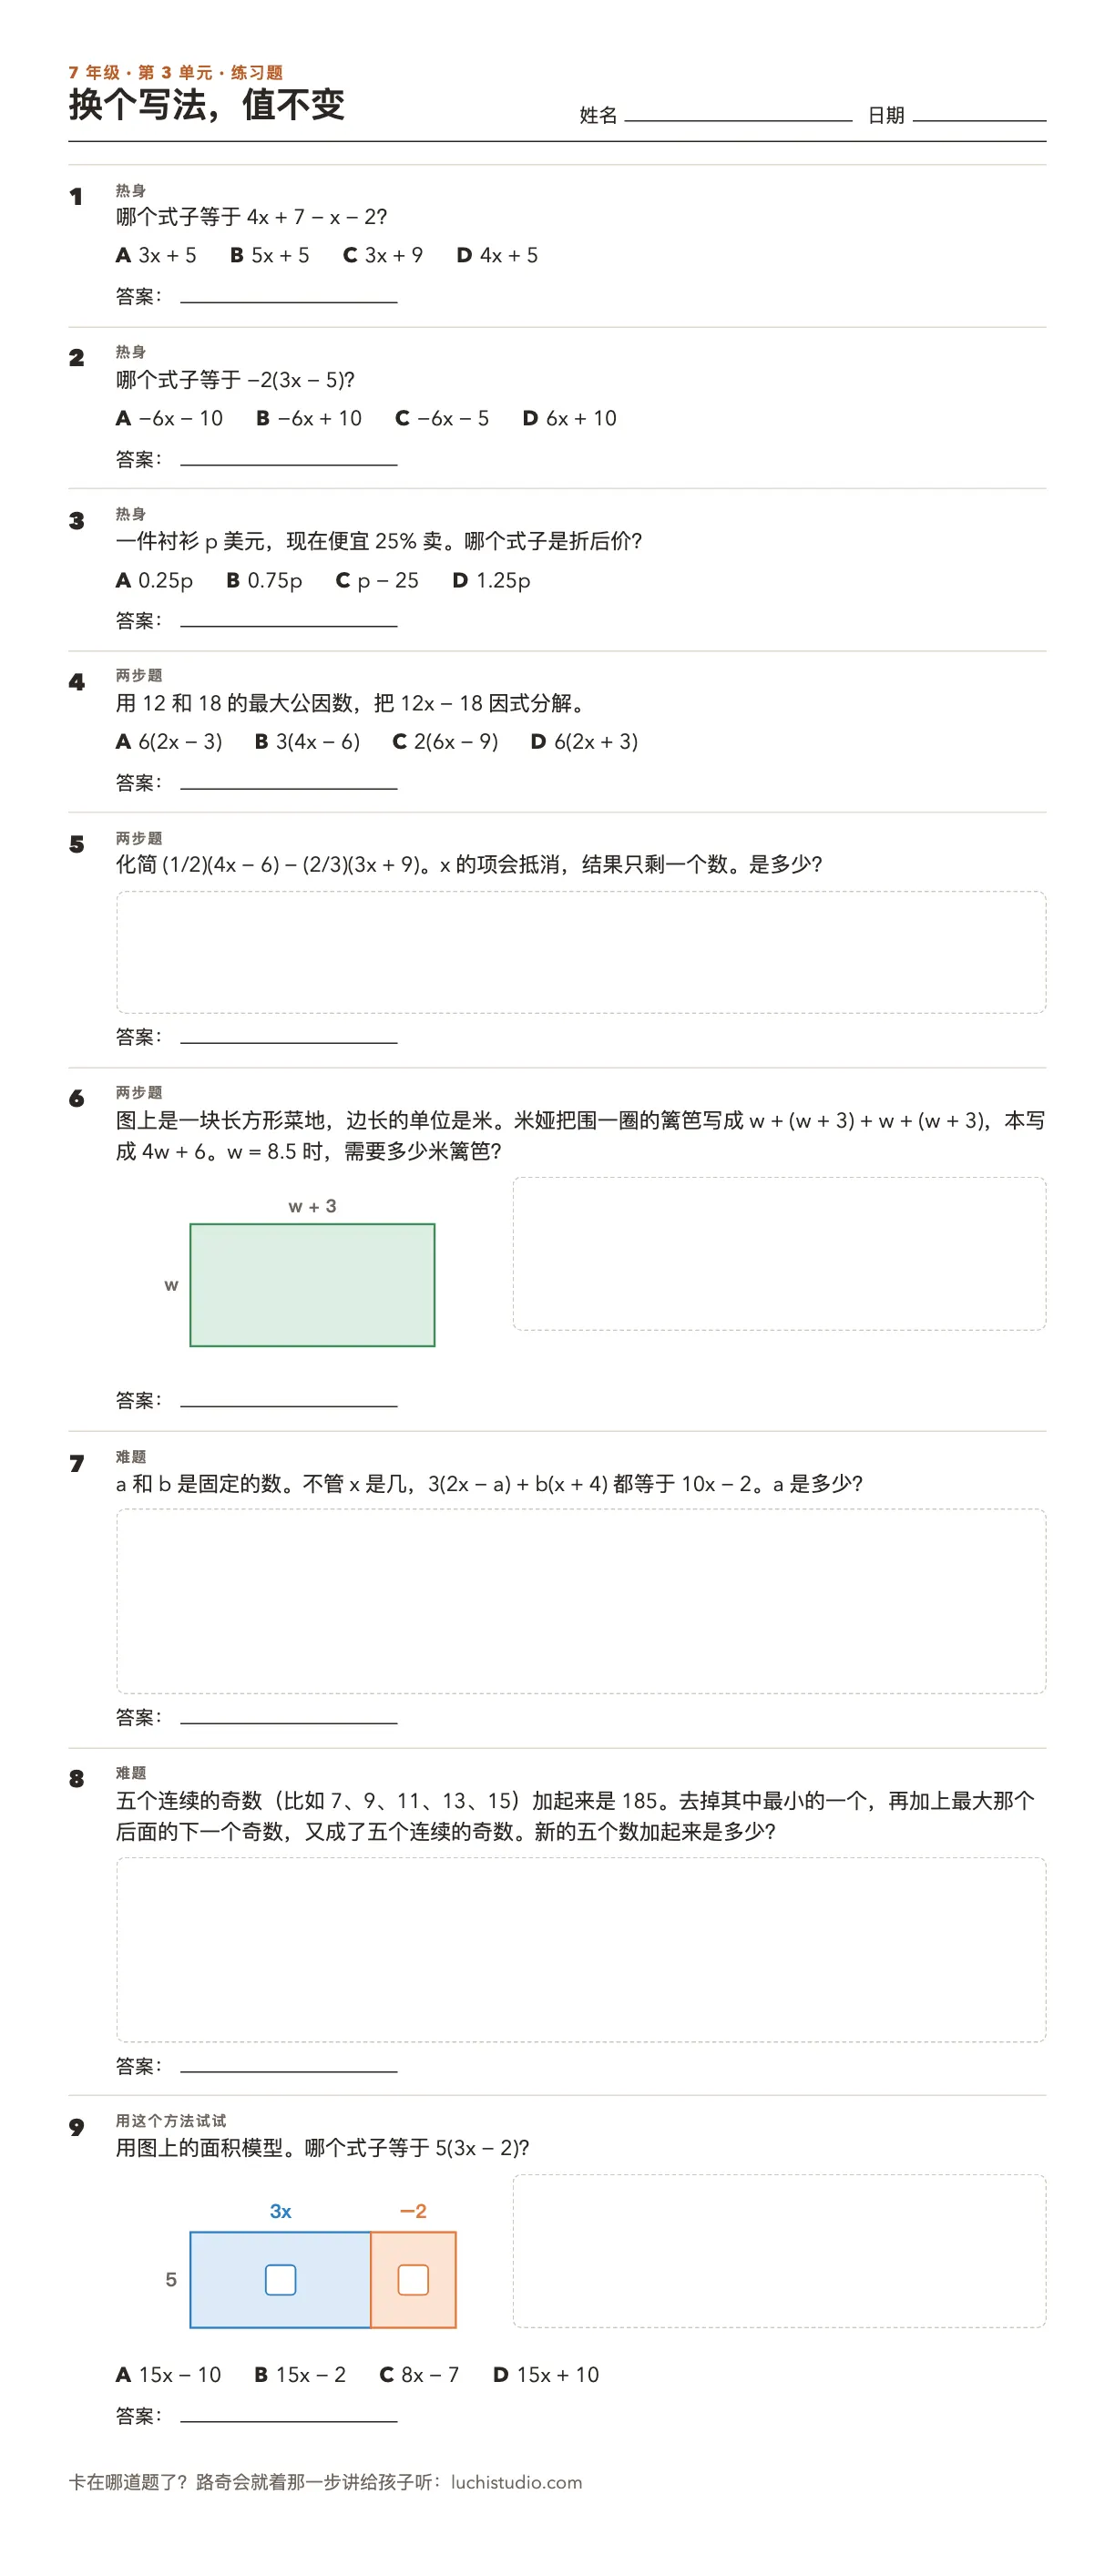 7 年级 · 第 3 单元 · 练习题
换个写法，值不变
姓名 日期
1
热身
哪个式子等于 4x + 7 − x − 2？
A 3x + 5 B 5x + 5 C 3x + 9 D 4x + 5
答案：
2
热身
哪个式子等于 −2(3x − 5)？
A −6x − 10 B −6x + 10 C −6x − 5 D 6x + 10
答案：
3
热身
一件衬衫 p 美元，现在便宜 25% 卖。哪个式子是折后价？
A 0.25p B 0.75p C p − 25 D 1.25p
答案：
4
两步题
用 12 和 18 的最大公因数，把 12x − 18 因式分解。
A 6(2x − 3) B 3(4x − 6) C 2(6x − 9) D 6(2x + 3)
答案：
5
两步题
化简 (1/2)(4x − 6) − (2/3)(3x + 9)。x 的项会抵消，结果只剩一个数。是多少？
答案：
6
两步题
图上是一块长方形菜地，边长的单位是米。米娅把围一圈的篱笆写成 w + (w + 3) + w + (w + 3)，本写
成 4w + 6。w = 8.5 时，需要多少米篱笆？
w + 3
w
答案：
7
难题
a 和 b 是固定的数。不管 x 是几，3(2x − a) + b(x + 4) 都等于 10x − 2。a 是多少？
答案：
8
难题
五个连续的奇数（比如 7、9、11、13、15）加起来是 185。去掉其中最小的一个，再加上最大那个
后面的下一个奇数，又成了五个连续的奇数。新的五个数加起来是多少？
答案：
9
用这个方法试试
用图上的面积模型。哪个式子等于 5(3x − 2)？
3x −2
5
A 15x − 10 B 15x − 2 C 8x − 7 D 15x + 10
答案：
卡在哪道题了？路奇会就着那一步讲给孩子听：luchistudio.com